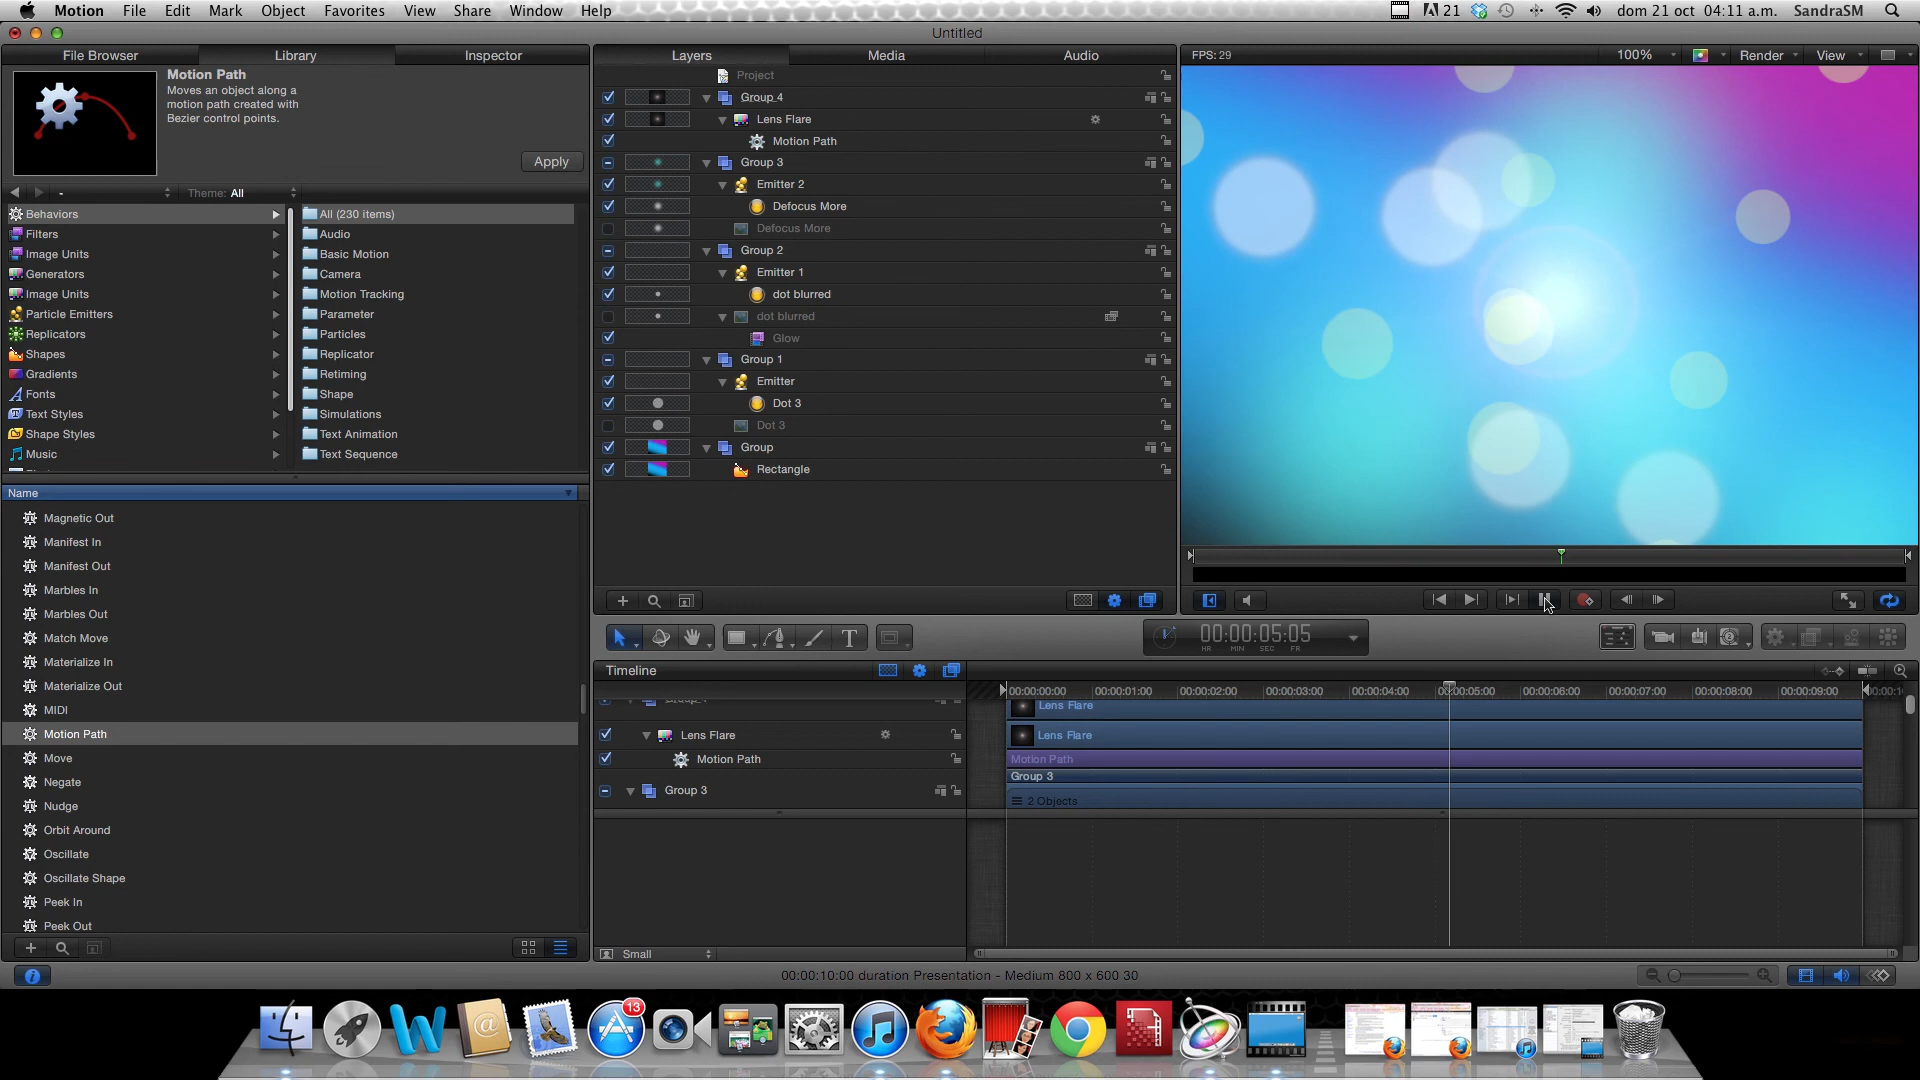 Motion File Edit Mark Object Favorites View Share Window Help
21 dom 21 oct 04:11 a.m. SandraSM
Untitled
File Browser Library Inspector
Motion Path
Moves an object along a
motion path created with
Bezier control points.
Apply
- Theme: All
Behaviors
Filters
Image Units
Generators
Image Units
Particle Emitters
Replicators
Shapes
Gradients
Fonts
Text Styles
Shape Styles
Music
All (230 items)
Audio
Basic Motion
Camera
Motion Tracking
Parameter
Particles
Replicator
Retiming
Shape
Simulations
Text Animation
Text Sequence
Name
Magnetic Out
Manifest In
Manifest Out
Marbles In
Marbles Out
Match Move
Materialize In
Materialize Out
MIDI
Motion Path
Move
Negate
Nudge
Orbit Around
Oscillate
Oscillate Shape
Peek In
Peek Out
Layers Media Audio
Project
Group 4
Lens Flare
Motion Path
Group 3
Emitter 2
Defocus More
Defocus More
Group 2
Emitter 1
dot blurred
dot blurred
Glow
Group 1
Emitter
Dot 3
Dot 3
Group
Rectangle
FPS: 29 100% Render View
T 00:00:05:05
HR MIN SEC FR
Timeline
00:00:00:00 00:00:01:00 00:00:02:00 00:00:03:00 00:00:04:00 00:00:05:00 00:00:06:00 00:00:07:00 00:00:08:00 00:00:09:00
Lens Flare
Lens Flare Lens Flare
Motion Path Motion Path
Group 3
Group 3
2 Objects
Small
00:00:10:00 duration Presentation - Medium 800 x 600 30
13